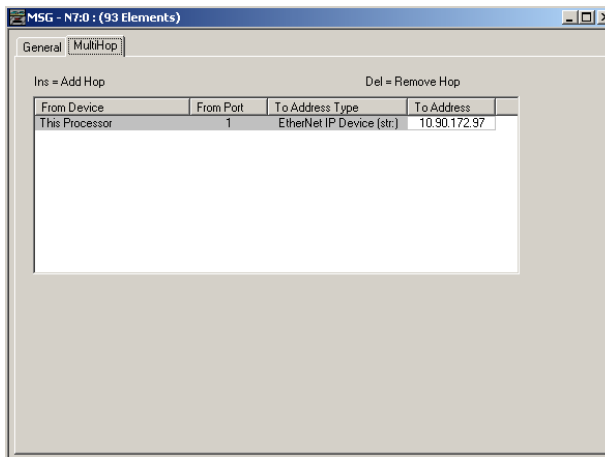 MSG - N7:0 : (93 Elements)
General MultiHop
Ins = Add Hop Del = Remove Hop
From Device From Port To Address Type To Address
This Processor 1 EtherNet IP Device (str:) 10.90.172.97